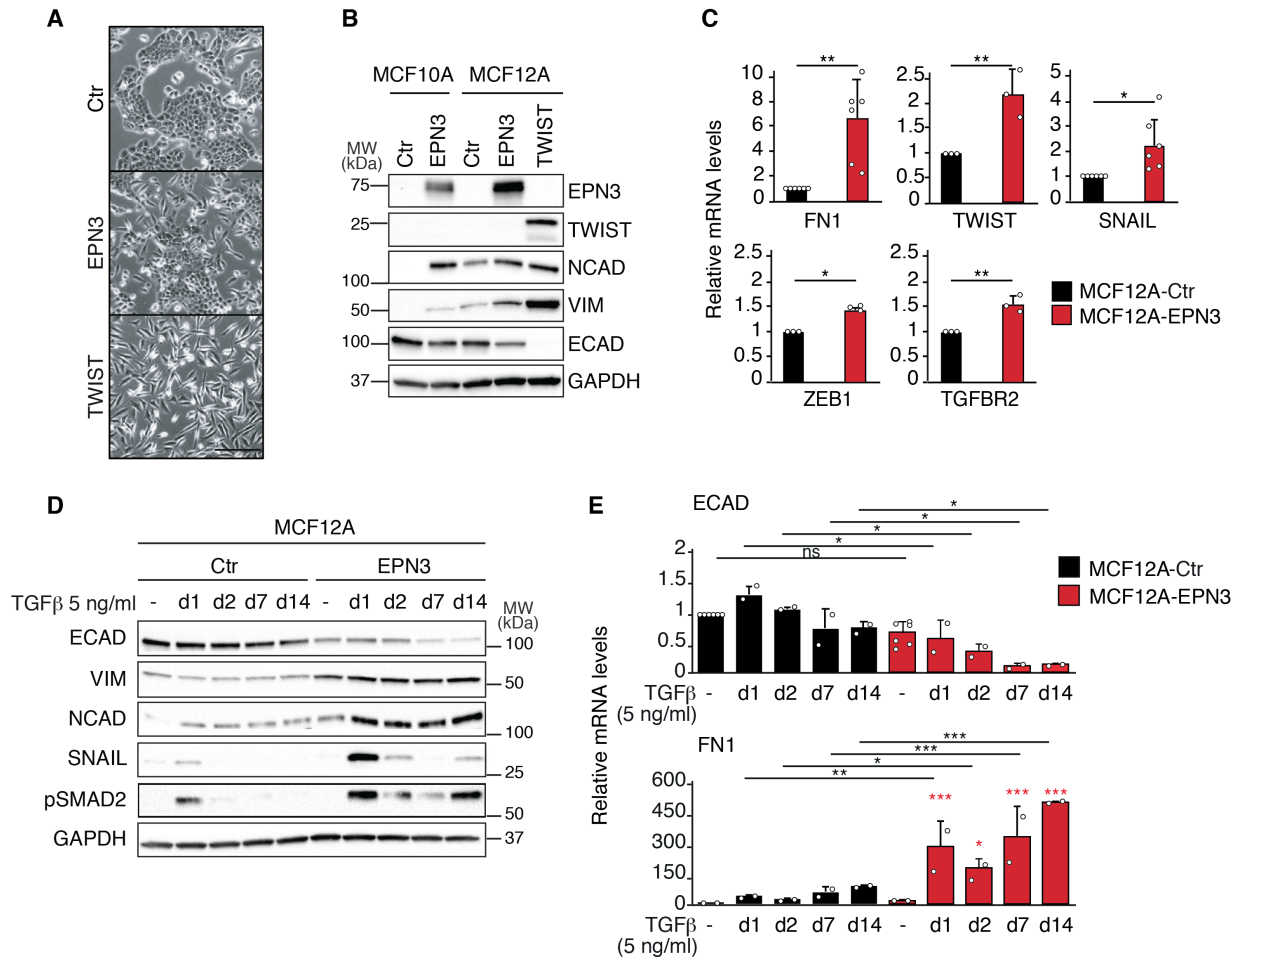 A
Ctr
EPN3
TWIST
B
MCF10A MCF12A
MW
(kDa)
Ctr
EPN3
Ctr
EPN3
TWIST
75
EPN3
25
TWIST
NCAD
100
VIM
50
100
ECAD
37
GAPDH
C
Relative mRNA levels
10
8
6
4
2
0
**
FN1
2.5
2
1.5
1
0.5
0
**
TWIST
5
4
3
2
1
0
*
SNAIL
2.5
2
1.5
1
0.5
0
*
ZEB1
2.5
2
1.5
1
0.5
0
**
TGFBR2
MCF12A-Ctr
MCF12A-EPN3
D
MCF12A
Ctr EPN3
TGFβ 5 ng/ml - d1 d2 d7 d14 - d1 d2 d7 d14
MW
(kDa)
ECAD
100
VIM
50
NCAD
100
SNAIL
25
pSMAD2
50
GAPDH
37
E
Relative mRNA levels
ECAD
*
*
*
*
ns
2
1.5
1
0.5
0
TGFβ - d1 d2 d7 d14 - d1 d2 d7 d14
(5 ng/ml)
MCF12A-Ctr
MCF12A-EPN3
FN1
***
***
*
**
600
450
300
150
0
***
*
***
***
TGFβ - d1 d2 d7 d14 - d1 d2 d7 d14
(5 ng/ml)